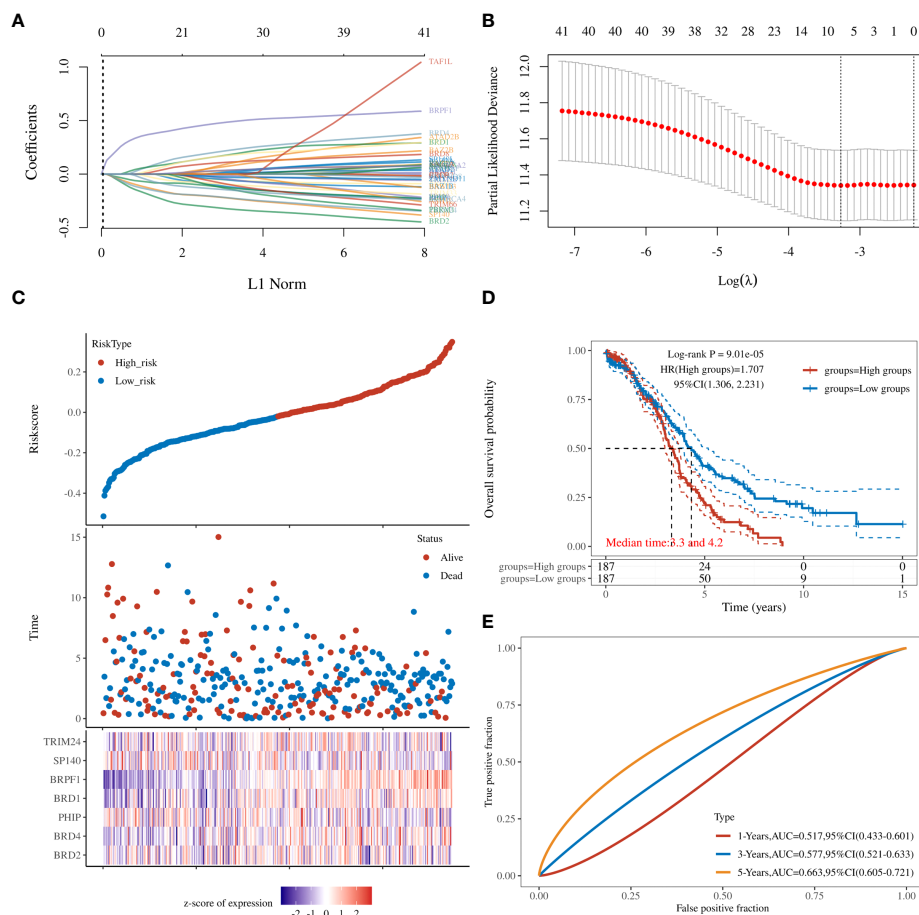 A
0 21 30 39 41
1.0
0.5
0.0
-0.5
Coefficients
TAF1L
BRPF1
BRD1
BRD2
0 2 4 6 8
L1 Norm
B
41 40 40 39 38 32 28 23 14 10 5 3 1 0
12.0
11.8
11.6
11.4
11.2
Partial Likelihood Deviance
-7 -6 -5 -4 -3
Log(λ)
C
RiskType
High_risk
Low_risk
0.2
0.0
-0.2
-0.4
Riskscore
Status
Alive
Dead
15
10
5
0
Time
TRIM24
SP140
BRPF1
BRD1
PHIP
BRD4
BRD2
z-score of expression
-2 -1 0 1 2
D
Log-rank P = 9.01e-05
HR(High groups)=1.707
95%CI(1.306, 2.231)
groups=High groups
groups=Low groups
1.00
0.75
0.50
0.25
0.00
Overall survival probability
Median time:3.3 and 4.2
groups=High groups 187 24 0 0
groups=Low groups 187 50 9 1
0 5 10 15
Time (years)
E
1.00
0.75
0.50
0.25
0.00
True positive fraction
Type
1-Years,AUC=0.517,95%CI(0.433-0.601)
3-Years,AUC=0.577,95%CI(0.521-0.633)
5-Years,AUC=0.663,95%CI(0.605-0.721)
0.00 0.25 0.50 0.75 1.00
False positive fraction